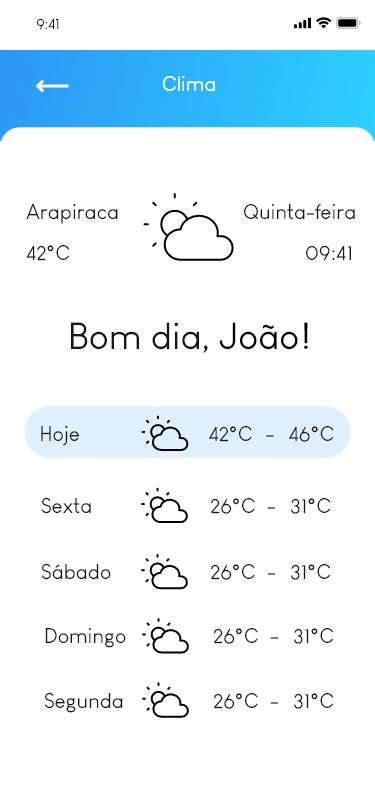 9:41
Clima
Arapiraca Quinta-feira
42°C 09:41
Bom dia, João!
Hoje 42°C - 46°C
Sexta 26°C - 31°C
Sábado 26°C - 31°C
Domingo 26°C - 31°C
Segunda 26°C - 31°C